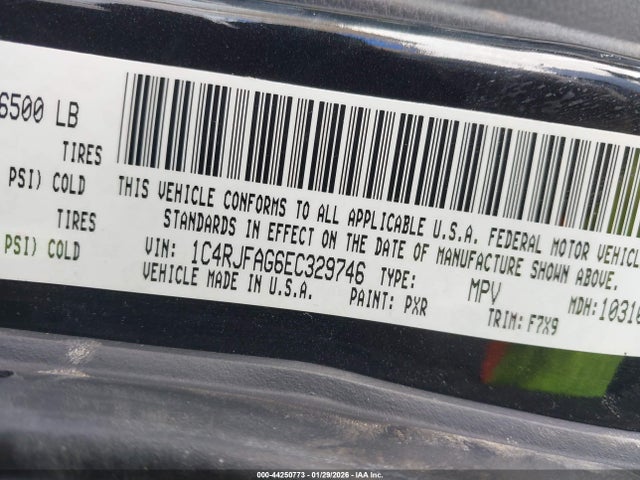 6500 LB
TIRES
PSI) COLD
TIRES
PSI) COLD
THIS VEHICLE CONFORMS TO ALL APPLICABLE U.S.A. FEDERAL MOTOR VEHICL
STANDARDS IN EFFECT ON THE DATE OF MANUFACTURE SHOWN ABOVE.
VIN: 1C4RJFAG6EC329746 TYPE: MPV MDH: 10310
VEHICLE MADE IN U.S.A. PAINT: PXR TRIM: F7X9
000 - 44250773 - 01/29/2026 - IAA Inc.